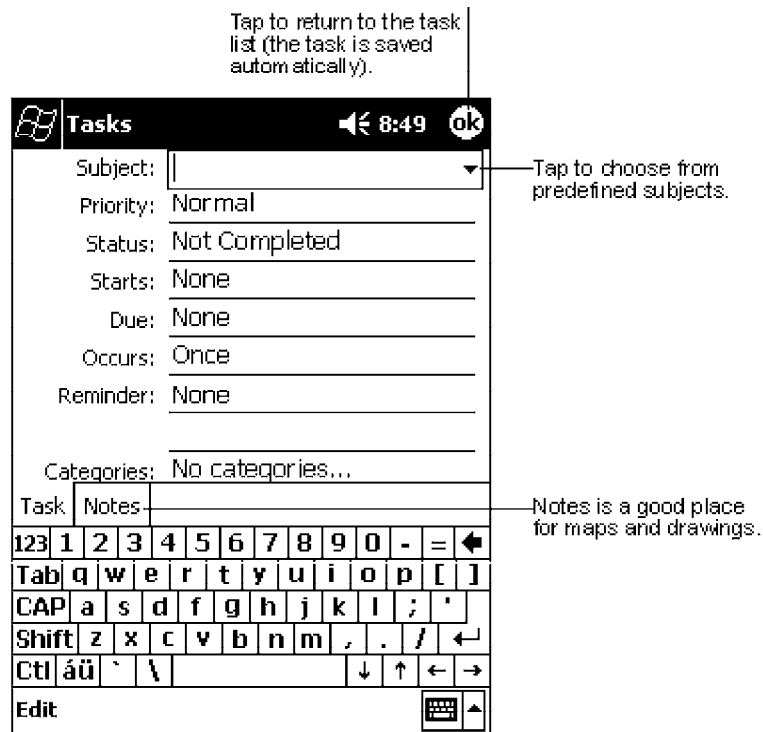 Tap to return to the task
list (the task is saved
automatically).
Tasks 8:49 ok
Subject:
Tap to choose from
predefined subjects.
Priority: Normal
Status: Not Completed
Starts: None
Due: None
Occurs: Once
Reminder: None
Categories: No categories...
Task Notes
Notes is a good place
for maps and drawings.
123 1 2 3 4 5 6 7 8 9 0 - =
Tab q w e r t y u i o p [ ]
CAP a s d f g h j k l ; '
Shift z x c v b n m , . /
Ctl áü ` \ ↓ ↑ ← →
Edit